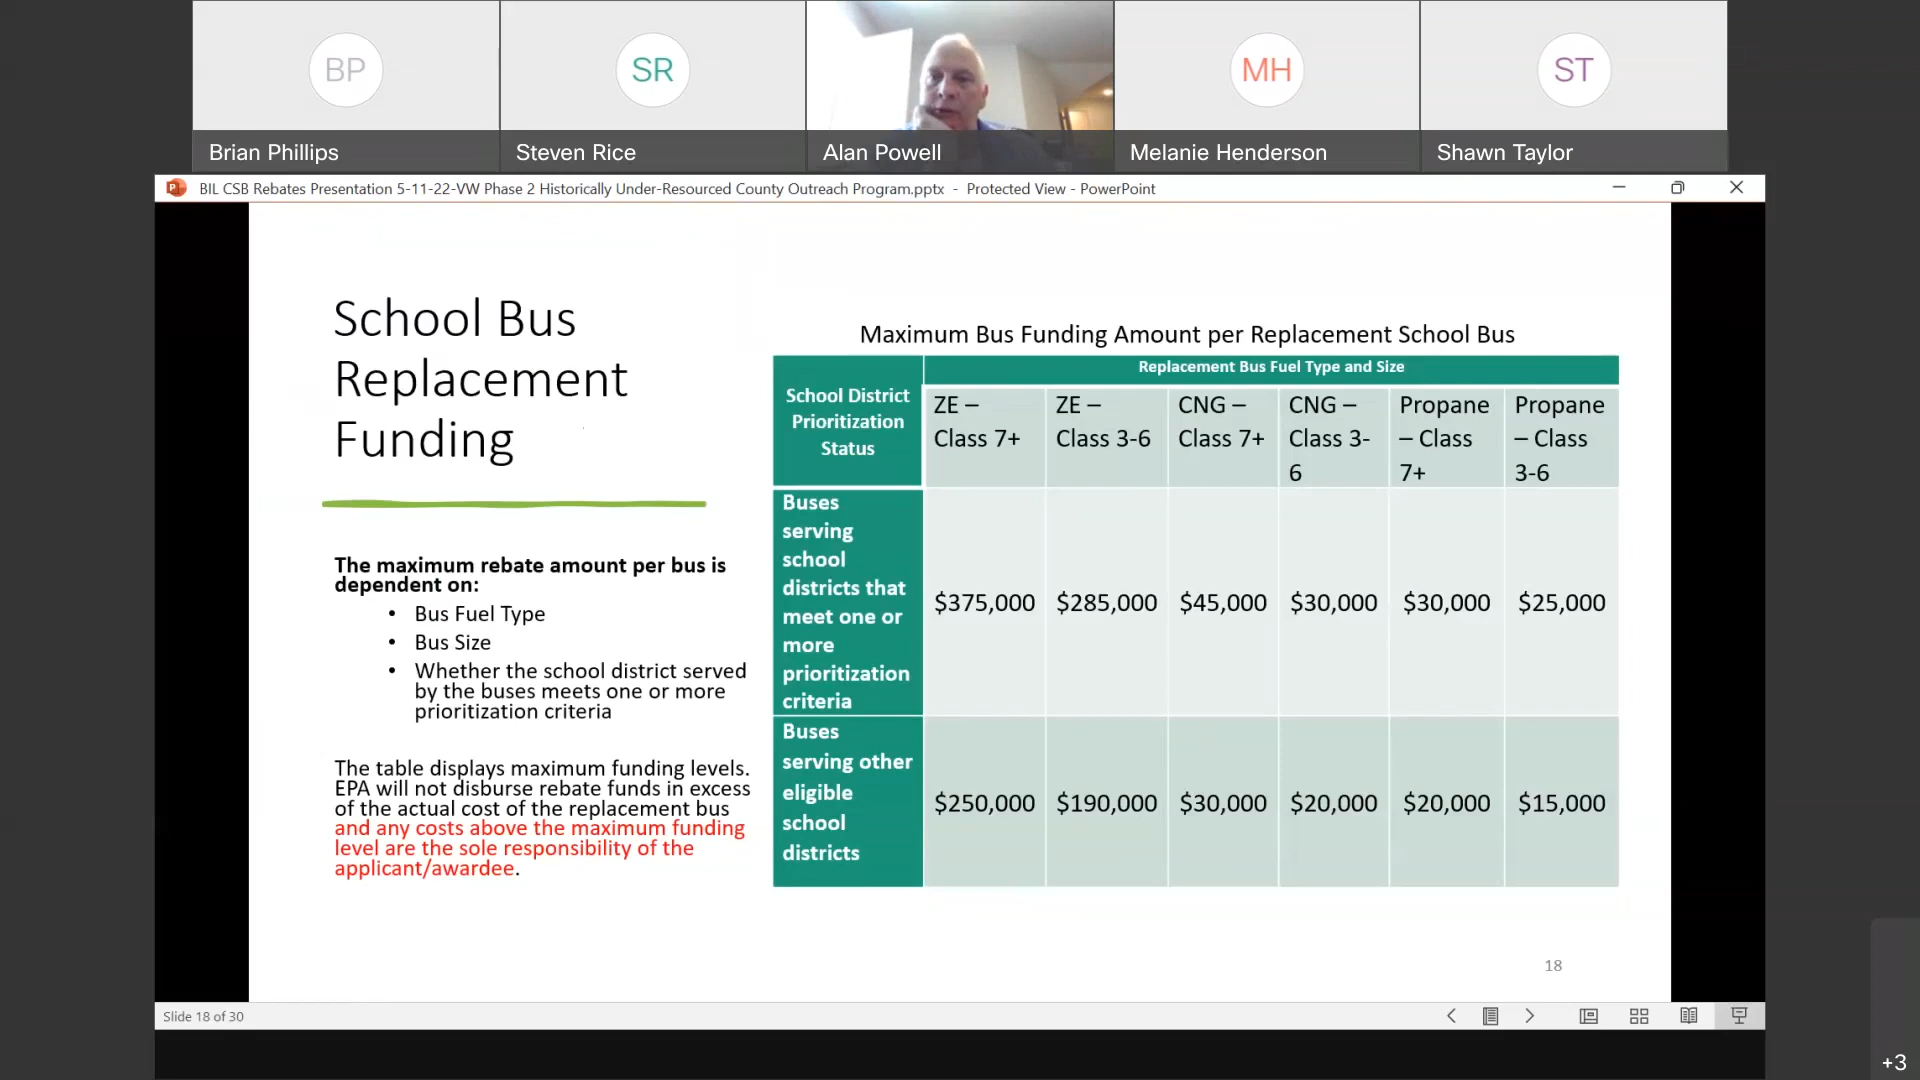 BP
SR
MH
ST
Brian Phillips
Steven Rice
Alan Powell
Melanie Henderson
Shawn Taylor
BIL CSB Rebates Presentation 5-11-22-VW Phase 2 Historically Under-Resourced County Outreach Program.pptx - Protected View - PowerPoint
School Bus
Replacement
Funding
The maximum rebate amount per bus is
dependent on:
• Bus Fuel Type
• Bus Size
• Whether the school district served
by the buses meets one or more
prioritization criteria
The table displays maximum funding levels.
EPA will not disburse rebate funds in excess
of the actual cost of the replacement bus
and any costs above the maximum funding
level are the sole responsibility of the
applicant/awardee.
Maximum Bus Funding Amount per Replacement School Bus
School District
Prioritization
Status
Replacement Bus Fuel Type and Size
ZE –
Class 7+
ZE –
Class 3-6
CNG –
Class 7+
CNG –
Class 3-
6
Propane
– Class
7+
Propane
– Class
3-6
Buses
serving
school
districts that
meet one or
more
prioritization
criteria
$375,000
$285,000
$45,000
$30,000
$30,000
$25,000
Buses
serving other
eligible
school
districts
$250,000
$190,000
$30,000
$20,000
$20,000
$15,000
18
Slide 18 of 30
+3